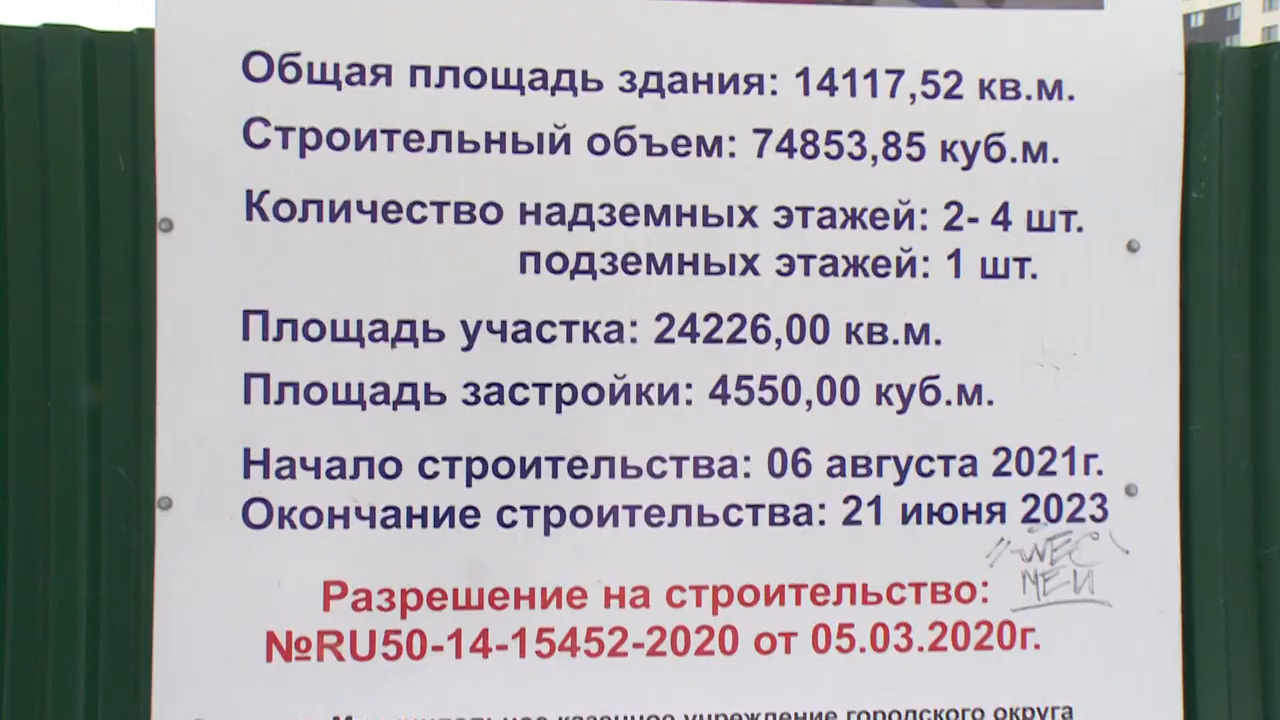 Общая площадь здания: 14117,52 кв.м.
Строительный объем: 74853,85 куб.м.
Количество надземных этажей: 2- 4 шт.
подземных этажей: 1 шт.
Площадь участка: 24226,00 кв.м.
Площадь застройки: 4550,00 куб.м.
Начало строительства: 06 августа 2021г.
Окончание строительства: 21 июня 2023
Разрешение на строительство:
№RU50-14-15452-2020 от 05.03.2020г.
казенное учреждение городского округа